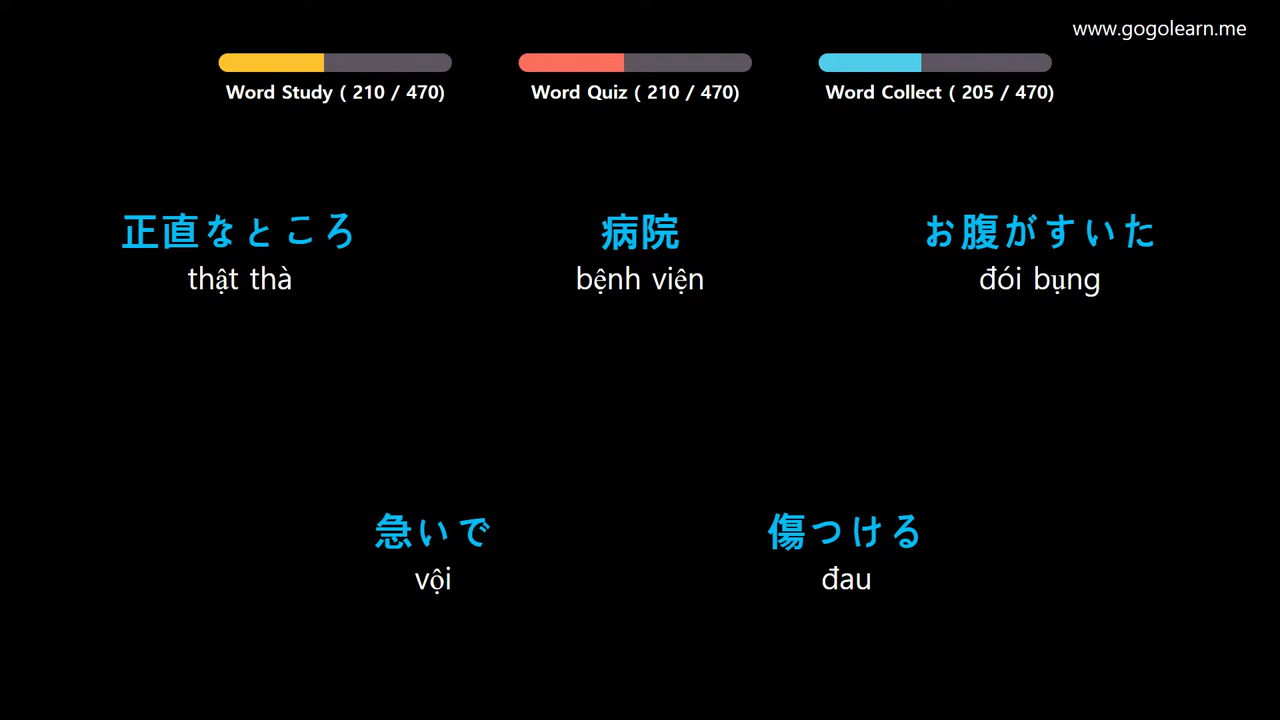 www.gogolearn.me
Word Study ( 210 / 470)
Word Quiz ( 210 / 470)
Word Collect ( 205 / 470)
正直なところ
thật thà
病院
bệnh viện
お腹がすいた
đói bụng
急いで
vội
傷つける
đau